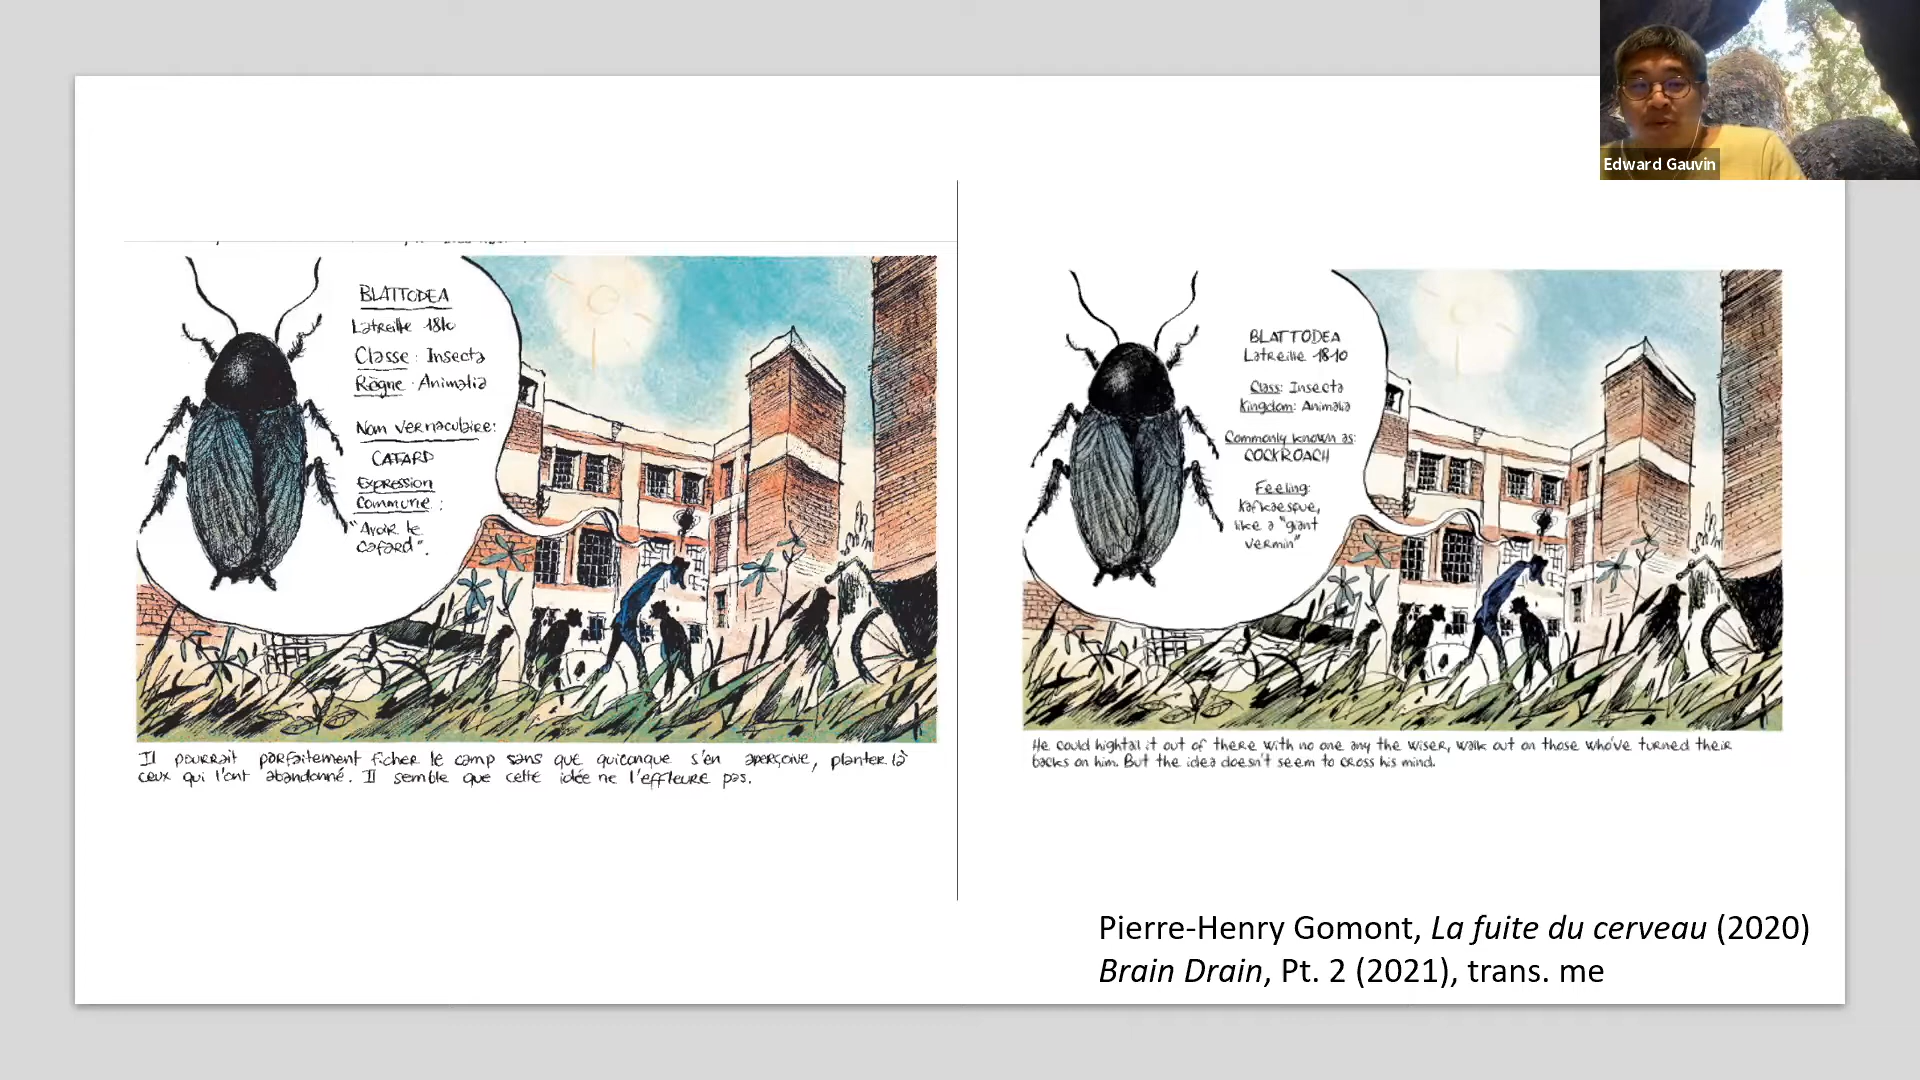 BLATTODEA
Latreille 1810
Classe : Insecta
Règne : Animalia
Nom vernaculaire:
CAFARD
Expression
commune :
"Avoir le
cafard".
Il pourrait parfaitement ficher le camp sans que quiconque s'en aperçoive, planter là
ceux qui l'ont abandonné. Il semble que cette idée ne l'effleure pas.
BLATTODEA
Latreille 1810
Class: Insecta
Kingdom: Animalia
Commonly known as:
COCKROACH
Feeling:
Kafkaesque,
like a "giant
vermin"
He could hightail it out of there with no one any the wiser, walk out on those who've turned their
backs on him. But the idea doesn't seem to cross his mind.
Pierre-Henry Gomont, La fuite du cerveau (2020)
Brain Drain, Pt. 2 (2021), trans. me
Edward Gauvin